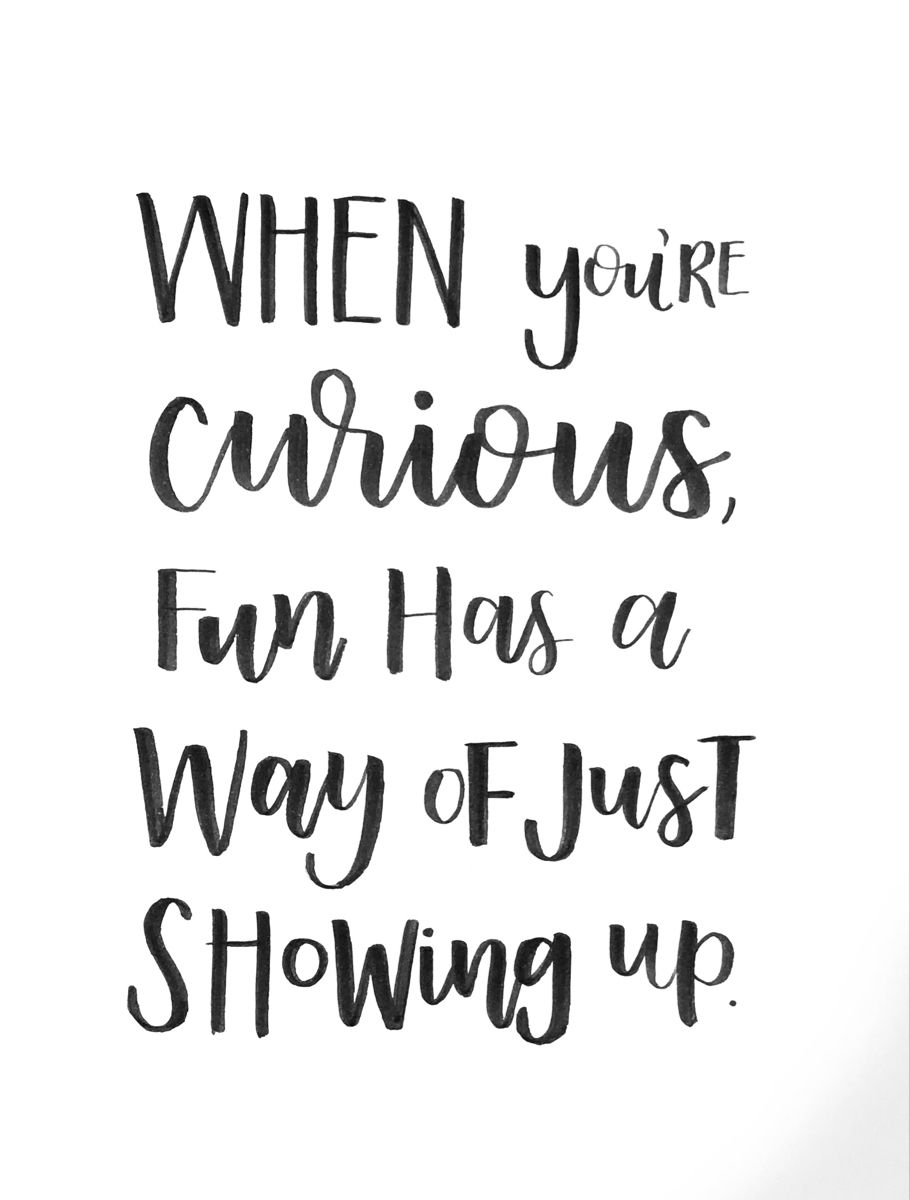 WHEN you'RE
curious,
Fun Has a
Way OF JusT
SHoWing up.